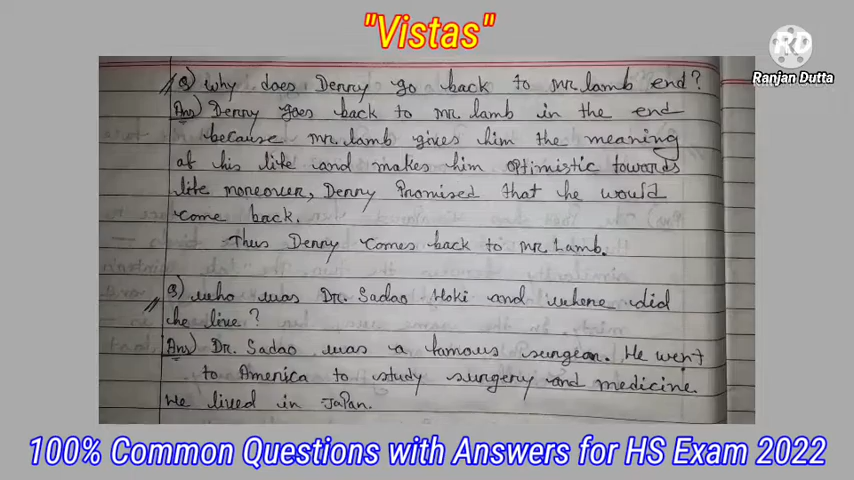 "Vistas"
RD
Ranjan Dutta
Q) why does Denry go back to mr lamb end?
Ans) Denry goes back to mr lamb in the end
because mr lamb gives him the meaning
of his life and makes him optimistic towards
life moreover, Denry Promised that he would
come back.
Thus Denry comes back to mr Lamb.
Q) who was Dr. Sadao Hoki and where did
he live?
Ans) Dr. Sadao was a famous surgeon. He went
to America to study surgery and medicine.
He lived in Japan.
100% Common Questions with Answers for HS Exam 2022